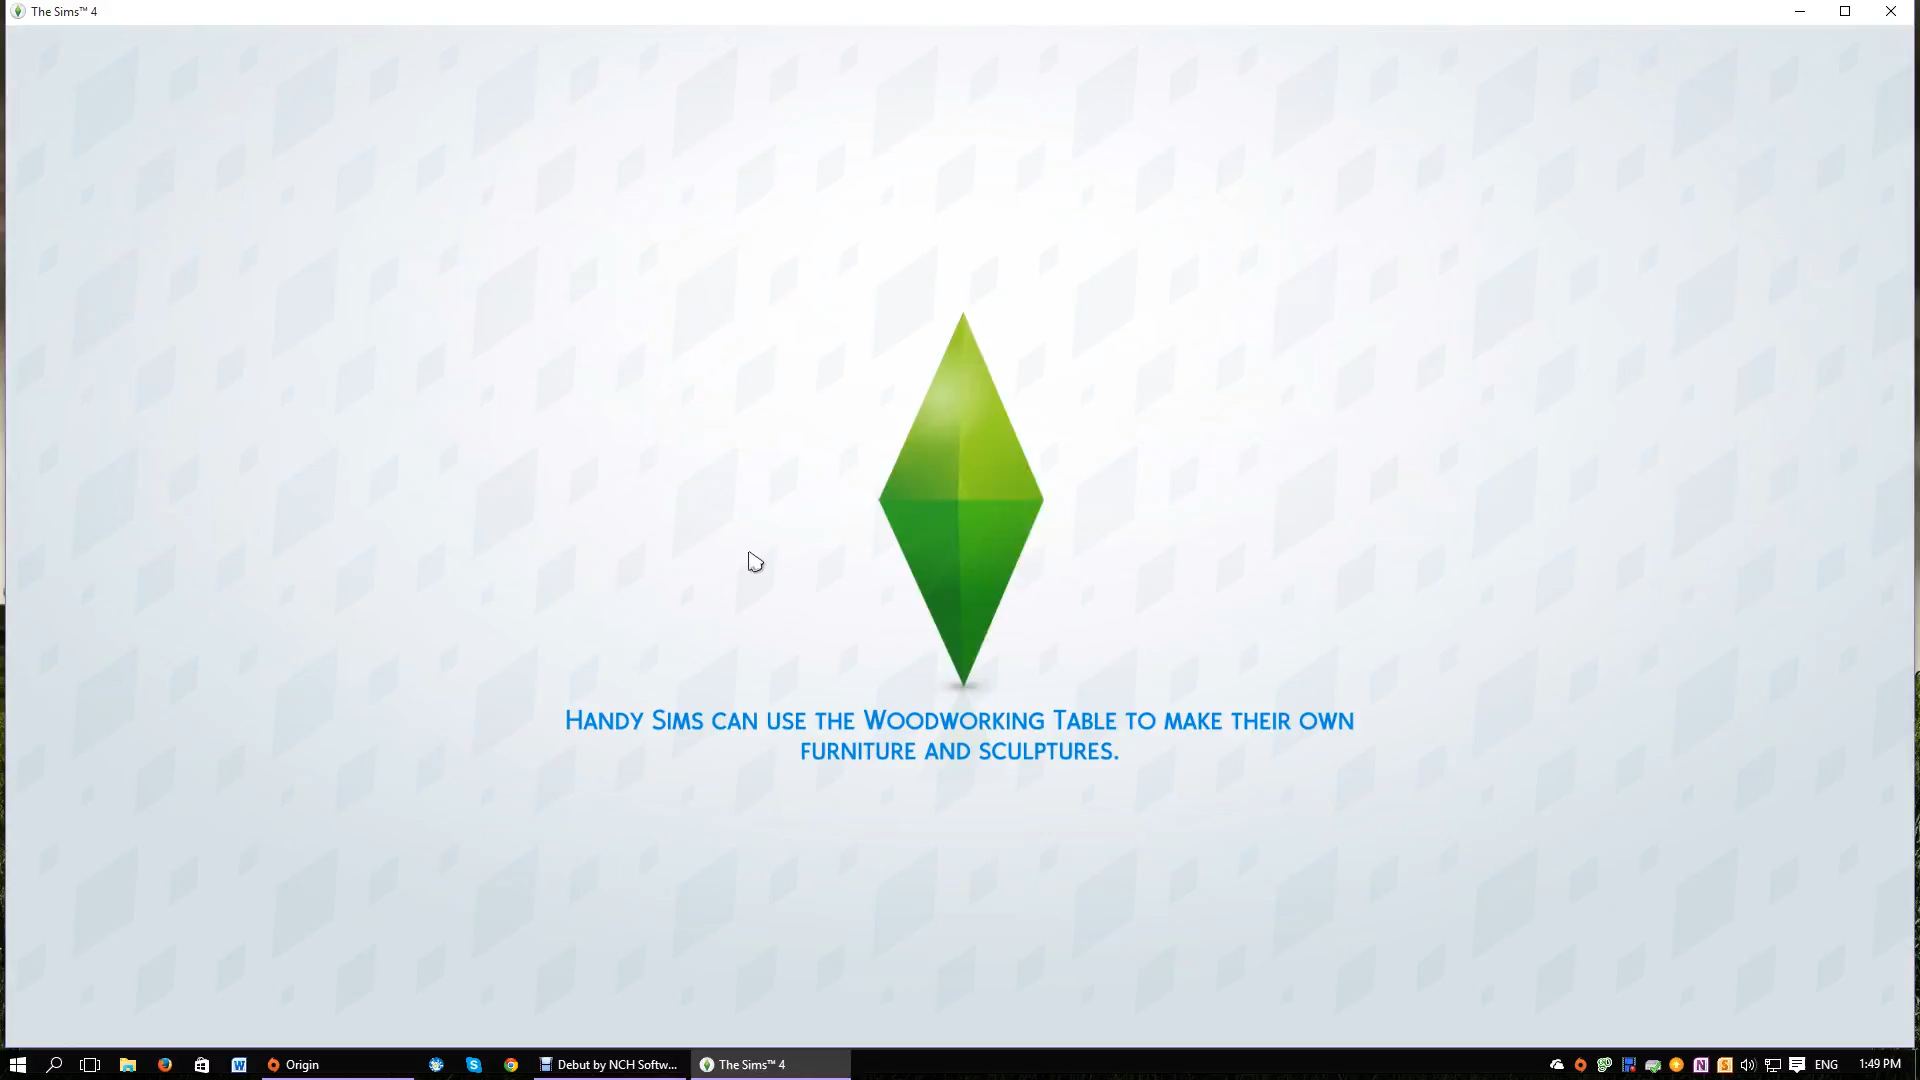 The Sims™ 4
HANDY SIMS CAN USE THE WOODWORKING TABLE TO MAKE THEIR OWN
FURNITURE AND SCULPTURES.
Origin
Debut by NCH Softw...
The Sims™ 4
ENG
1:49 PM